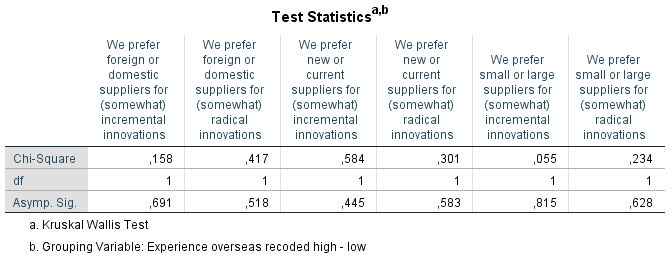 Test Statisticsa,b
We prefer foreign or domestic suppliers for (somewhat) incremental innovations
We prefer foreign or domestic suppliers for (somewhat) radical innovations
We prefer new or current suppliers for (somewhat) incremental innovations
We prefer new or current suppliers for (somewhat) radical innovations
We prefer small or large suppliers for (somewhat) incremental innovations
We prefer small or large suppliers for (somewhat) radical innovations
Chi-Square ,158 ,417 ,584 ,301 ,055 ,234
df 1 1 1 1 1 1
Asymp. Sig. ,691 ,518 ,445 ,583 ,815 ,628
a. Kruskal Wallis Test
b. Grouping Variable: Experience overseas recoded high - low